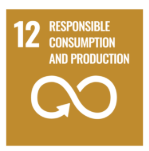 12 RESPONSIBLE
CONSUMPTION
AND PRODUCTION